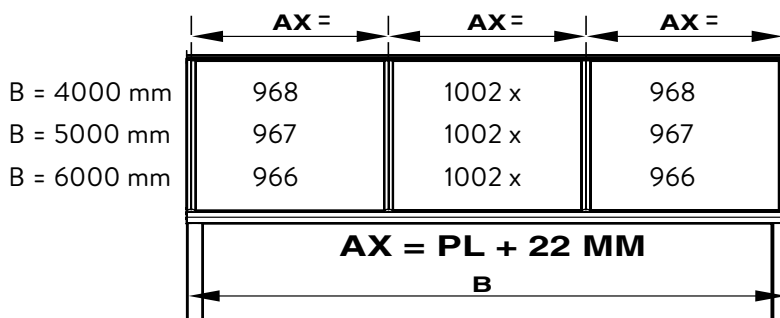 AX = AX = AX =
B = 4000 mm 968 1002 x 968
B = 5000 mm 967 1002 x 967
B = 6000 mm 966 1002 x 966
AX = PL + 22 MM
B